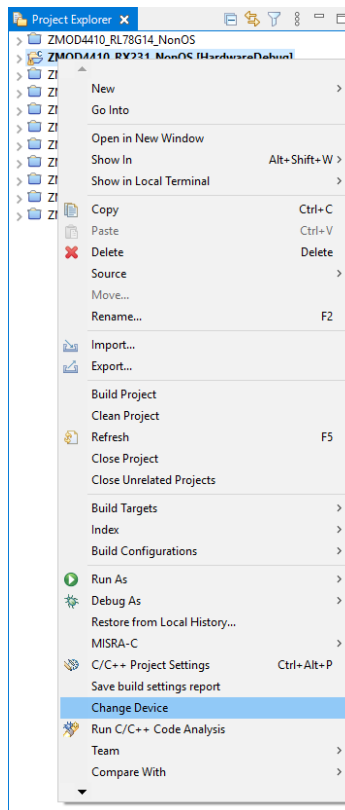 Project Explorer
ZMOD4410_RL78G14_NonOS
ZMOD4410_RX231_NonOS [HardwareDebug]
New
Go Into
Open in New Window
Show In Alt+Shift+W >
Show in Local Terminal
Copy Ctrl+C
Paste Ctrl+V
Delete Delete
Source
Move...
Rename... F2
Import...
Export...
Build Project
Clean Project
Refresh F5
Close Project
Close Unrelated Projects
Build Targets
Index
Build Configurations
Run As
Debug As
Restore from Local History...
MISRA-C
C/C++ Project Settings Ctrl+Alt+P
Save build settings report
Change Device
Run C/C++ Code Analysis
Team
Compare With